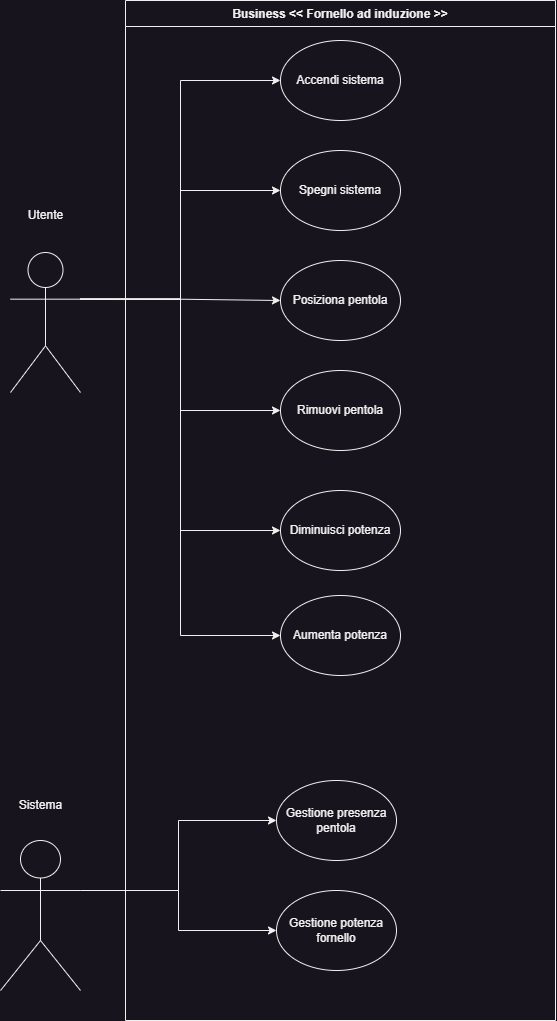 Business << Fornello ad induzione >>
Accendi sistema
Spegni sistema
Utente
Posiziona pentola
Rimuovi pentola
Diminuisci potenza
Aumenta potenza
Sistema
Gestione presenza
pentola
Gestione potenza
fornello